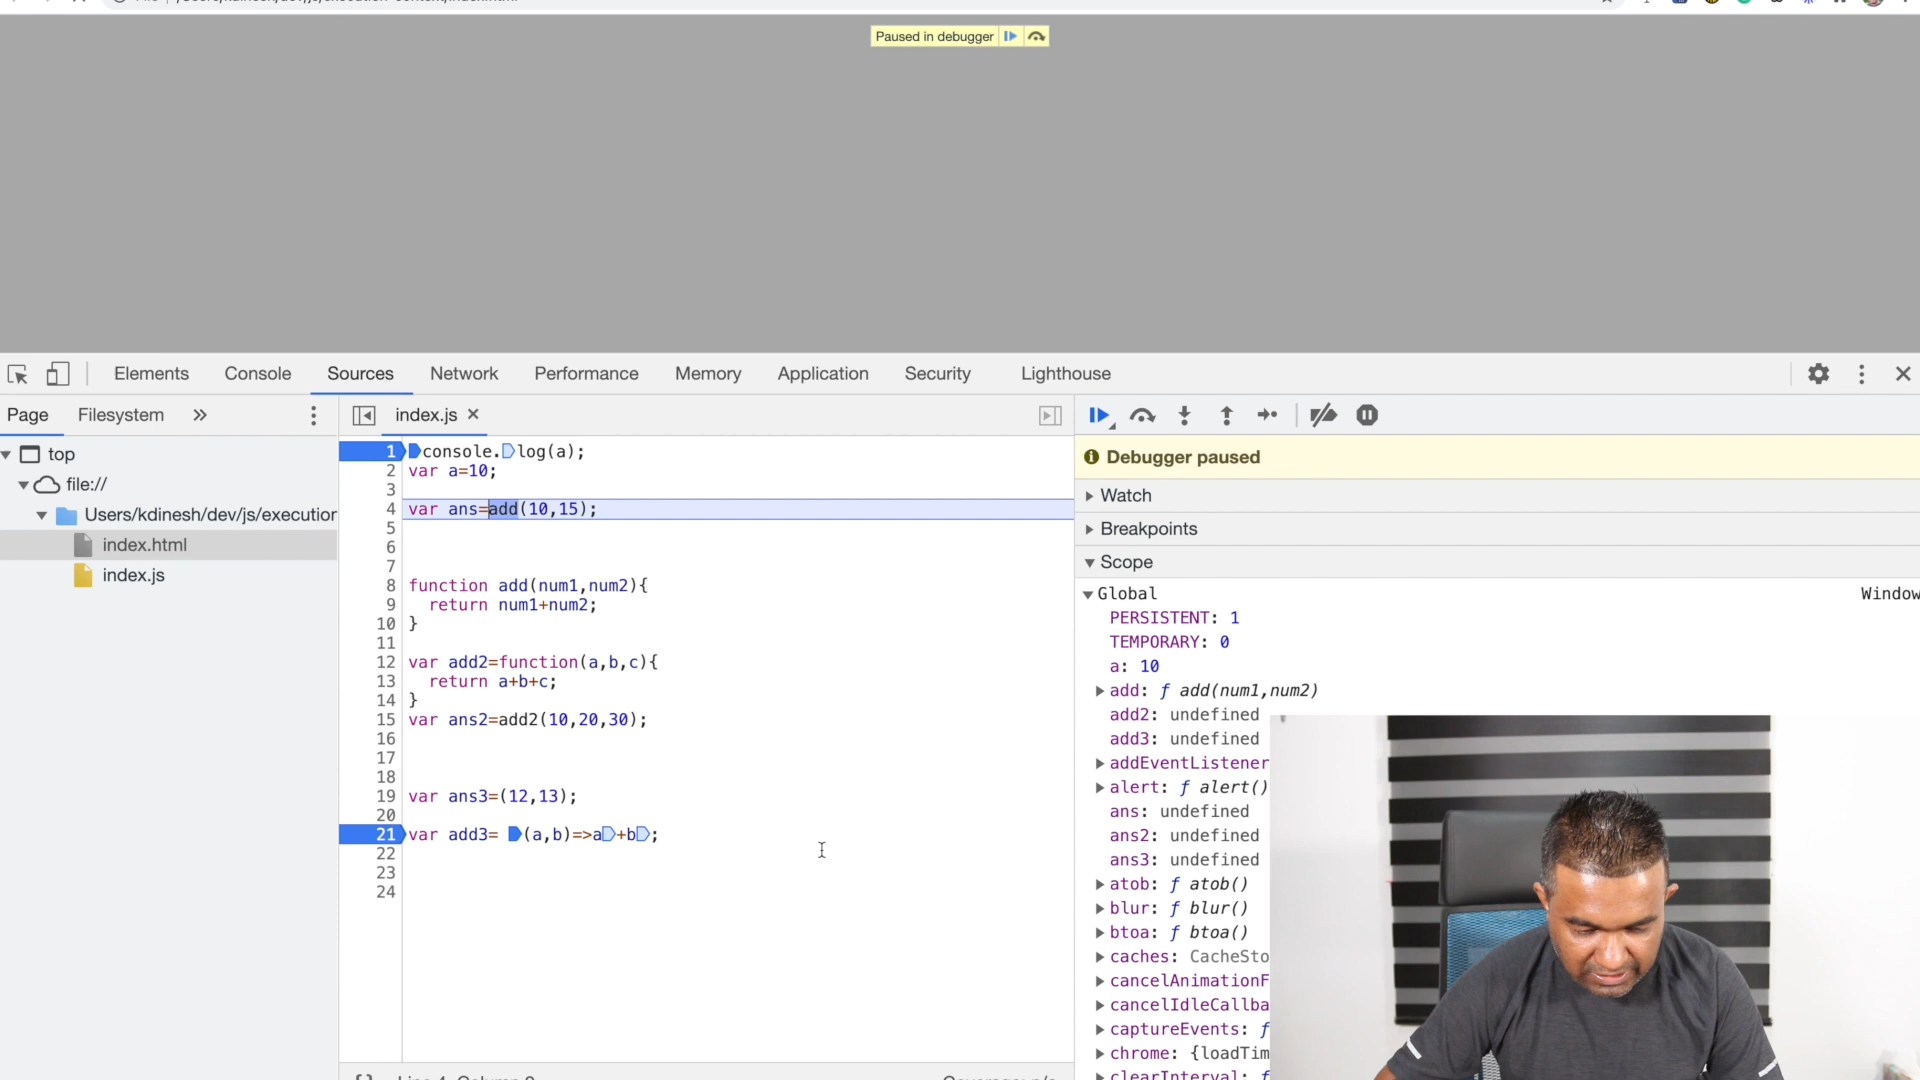 Paused in debugger
Elements Console Sources Network Performance Memory Application Security Lighthouse
Page Filesystem »
index.js ×
top
file://
Users/kdinesh/dev/js/execution
index.html
index.js
1 console.log(a);
2 var a=10;
3
4 var ans=add(10,15);
5
6
7
8 function add(num1,num2){
9 return num1+num2;
10 }
11
12 var add2=function(a,b,c){
13 return a+b+c;
14 }
15 var ans2=add2(10,20,30);
16
17
18
19 var ans3=(12,13);
20
21 var add3= (a,b)=>a+b;
22
23
24
Debugger paused
Watch
Breakpoints
Scope
Global Window
PERSISTENT: 1
TEMPORARY: 0
a: 10
add: ƒ add(num1,num2)
add2: undefined
add3: undefined
addEventListener
alert: ƒ alert()
ans: undefined
ans2: undefined
ans3: undefined
atob: ƒ atob()
blur: ƒ blur()
btoa: ƒ btoa()
caches: CacheSto
cancelAnimationF
cancelIdleCallba
captureEvents: ƒ
chrome: {loadTim
clearInterval: ƒ